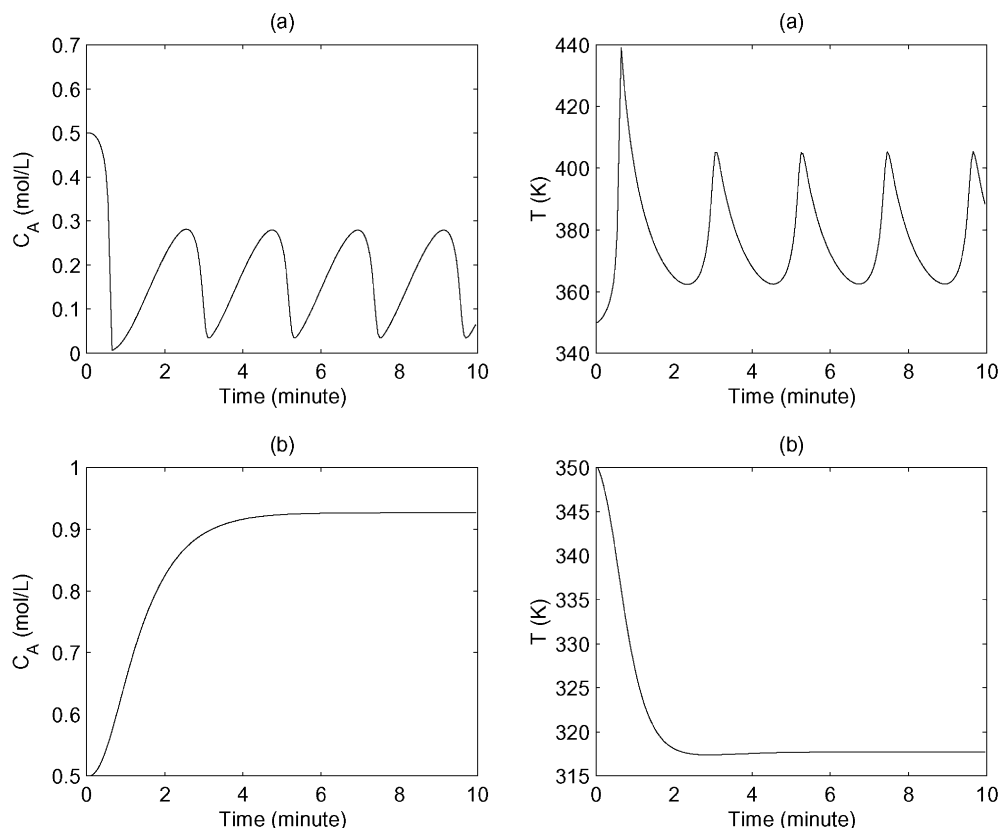 (a)
0.7
0.6
0.5
0.4
0.3
0.2
0.1
0
C_A (mol/L)
0 2 4 6 8 10
Time (minute)
(a)
440
420
400
380
360
340
T (K)
0 2 4 6 8 10
Time (minute)
(b)
1
0.9
0.8
0.7
0.6
0.5
C_A (mol/L)
0 2 4 6 8 10
Time (minute)
(b)
350
345
340
335
330
325
320
315
T (K)
0 2 4 6 8 10
Time (minute)